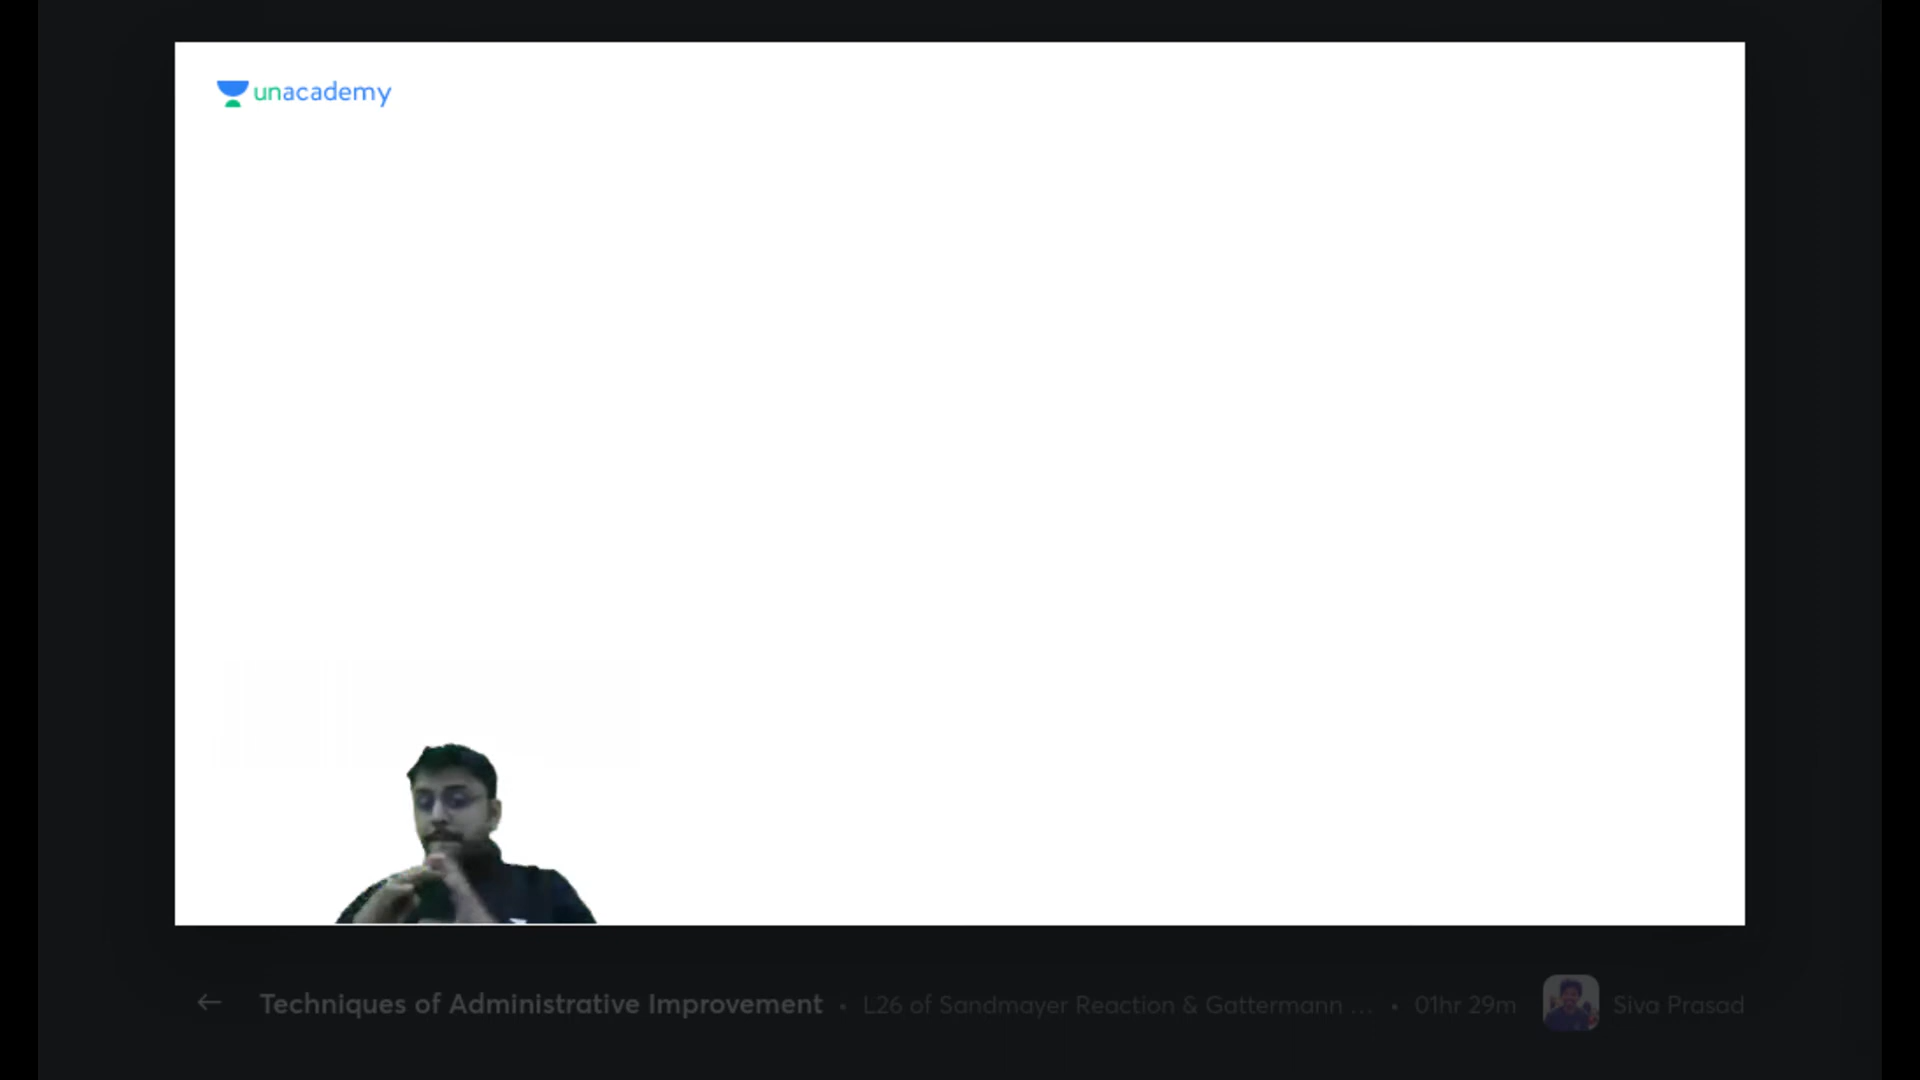 unacademy
Techniques of Administrative Improvement • L26 of Sandmayer Reaction & Gattermann ... • 01hr 29m Siva Prasad